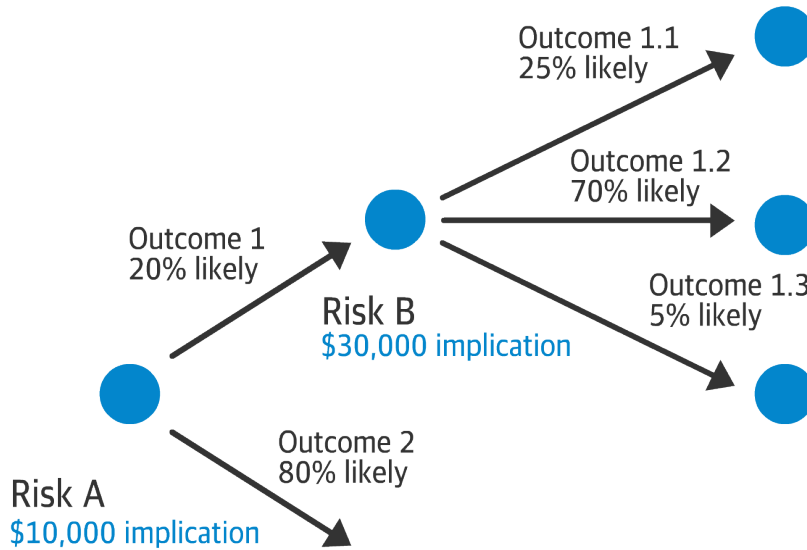 Outcome 1.1
25% likely
Outcome 1.2
70% likely
Outcome 1
20% likely
Outcome 1.3
5% likely
Risk B
$30,000 implication
Outcome 2
80% likely
Risk A
$10,000 implication